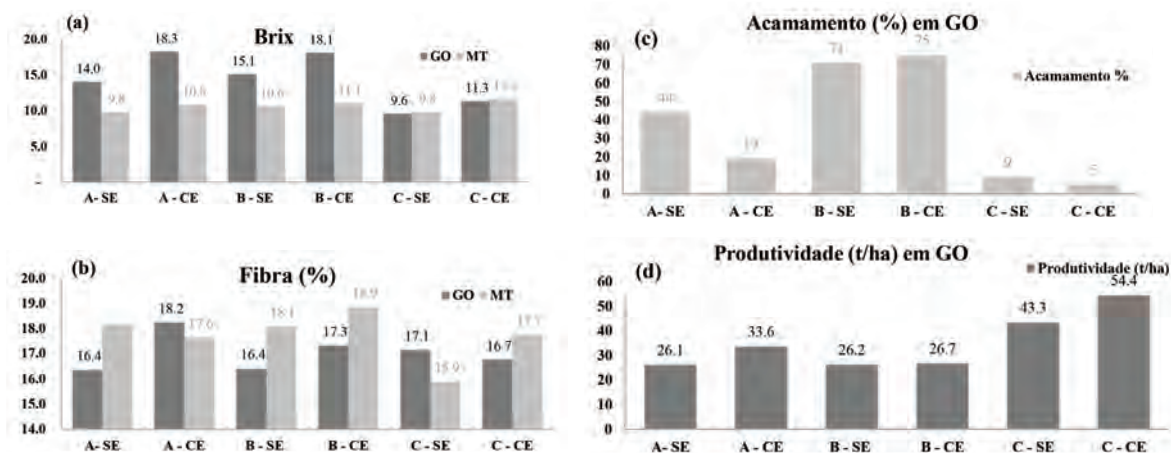 (a)
Brix
GO MT
20.0
15.0
10.0
5.0
-
14.0 9.8 18.3 10.8 15.1 10.6 18.1 11.1 9.6 9.8 11.3
A- SE A - CE B - SE B - CE C - SE C - CE
(b)
Fibra (%)
GO MT
20.0
19.0
18.0
17.0
16.0
15.0
14.0
16.4 18.2 17.6 16.4 18.1 17.3 18.9 17.1 15.9 16.7 17.7
A-SE A - CE B - SE B - CE C - SE C - CE
Acamamento (%) em GO
(c)
Acamamento %
80
70
60
50
40
30
20
10
0
19 71 75 9 5
A- SE A - CE B - SE B - CE C - SE C - CE
Produtividade (t/ha) em GO
(d)
Produtividade (t/ha)
60
50
40
30
20
10
0
26.1 33.6 26.2 26.7 43.3 54.4
A - SE A - CE B - SE B - CE C - SE C - CE